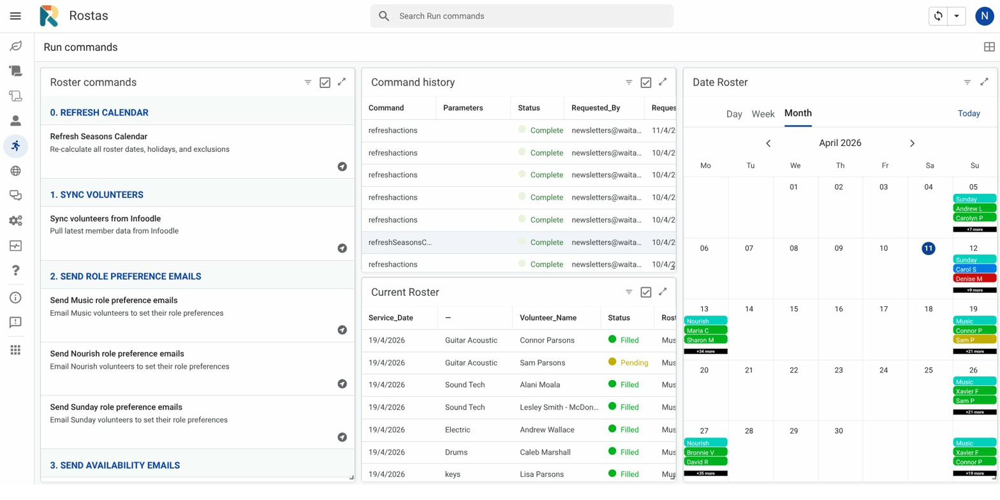 Rostas
Search Run commands
N
Run commands
Roster commands
0. REFRESH CALENDAR
Refresh Seasons Calendar
Re-calculate all roster dates, holidays, and exclusions
1. SYNC VOLUNTEERS
Sync volunteers from Infoodle
Pull latest member data from Infoodle
2. SEND ROLE PREFERENCE EMAILS
Send Music role preference emails
Email Music volunteers to set their role preferences
Send Nourish role preference emails
Email Nourish volunteers to set their role preferences
Send Sunday role preference emails
Email Sunday volunteers to set their role preferences
3. SEND AVAILABILITY EMAILS
Command history
Command Parameters Status Requested_By Reques
refreshactions Complete newsletters@waita... 11/4/2
refreshactions Complete newsletters@waita... 10/4/2
refreshactions Complete newsletters@waita... 10/4/2
refreshactions Complete newsletters@waita... 10/4/2
refreshactions Complete newsletters@waita... 10/4/2
refreshSeasonsC... Complete newsletters@waita... 10/4/2
refreshactions Complete newsletters@waita... 10/4/2
Current Roster
Service_Date — Volunteer_Name Status Rost
19/4/2026 Guitar Acoustic Connor Parsons Filled Mus
19/4/2026 Guitar Acoustic Sam Parsons Pending Mus
19/4/2026 Sound Tech Alani Moala Filled Mus
19/4/2026 Sound Tech Lesley Smith - McDon... Filled Mus
19/4/2026 Electric Andrew Wallace Filled Mus
19/4/2026 Drums Caleb Marshall Filled Mus
19/4/2026 keys Lisa Parsons Filled Mus
Date Roster
Day Week Month Today
April 2026
Mo Tu We Th Fr Sa Su
01 02 03 04 05
Sunday
Andrew L
Carolyn P
+7 more
06 07 08 09 10 11 12
Sunday
Carol S
Denise M
+9 more
13 14 15 16 17 18 19
Nourish Music
Maria C Connor P
Sharon M Sam P
+34 more +21 more
20 21 22 23 24 25 26
Music
Xavier F
Sam P
+21 more
27 28 29 30
Nourish Music
Bronnie V Xavier F
David R Connor P
+35 more +19 more